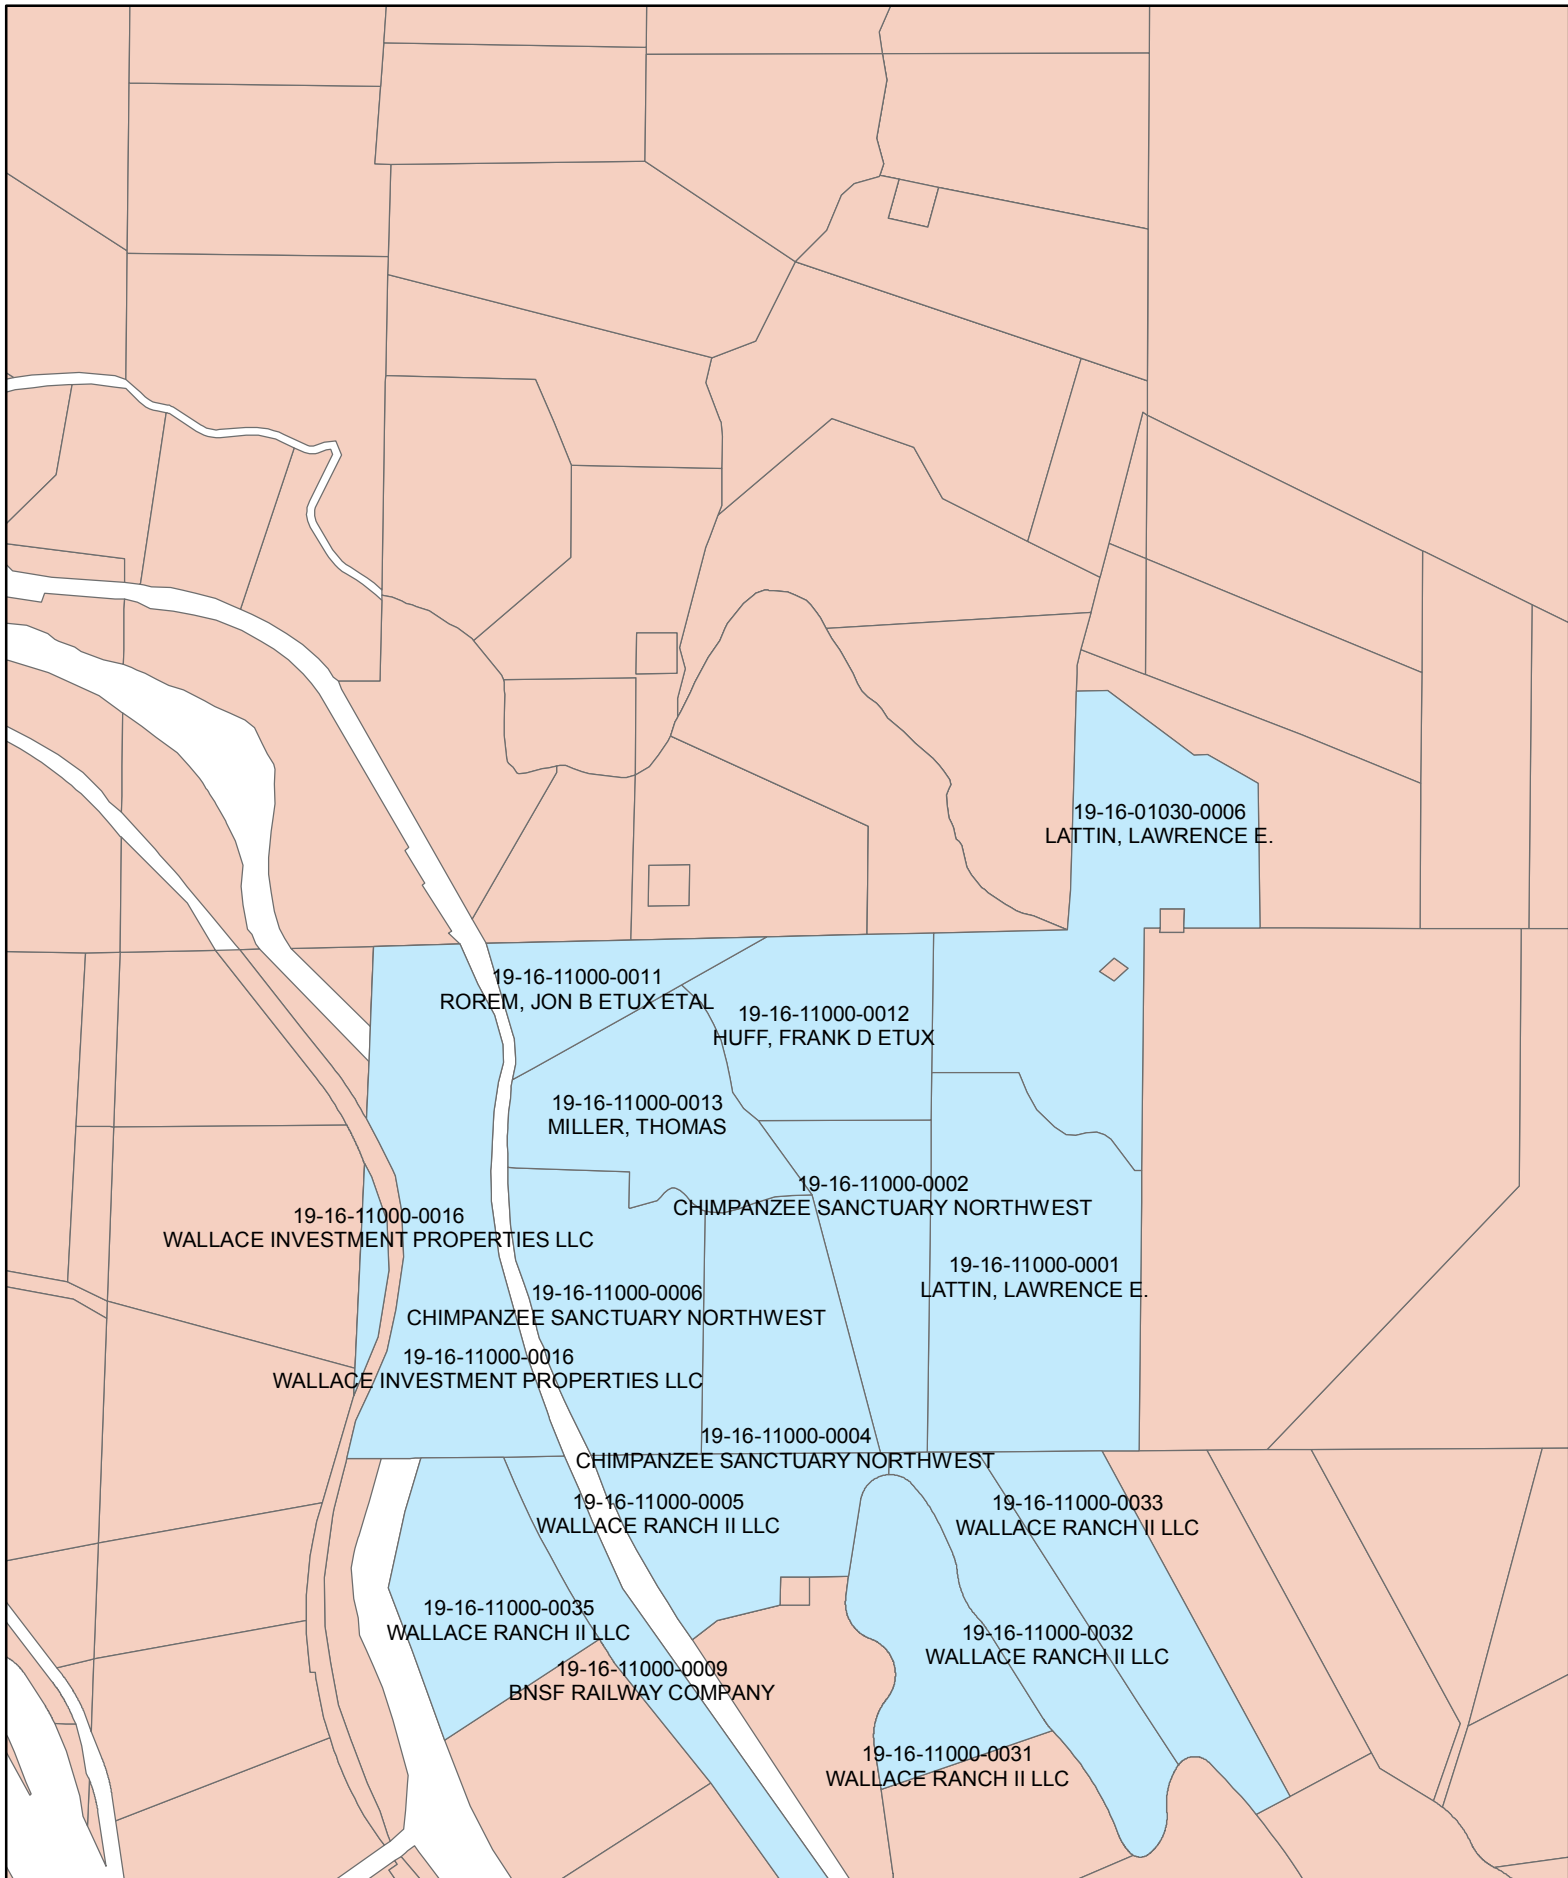 19-16-01030-0006
LATTIN, LAWRENCE E.
19-16-11000-0011
ROREM, JON B ETUX ETAL
19-16-11000-0012
HUFF, FRANK D ETUX
19-16-11000-0013
MILLER, THOMAS
19-16-11000-0002
CHIMPANZEE SANCTUARY NORTHWEST
19-16-11000-0016
WALLACE INVESTMENT PROPERTIES LLC
19-16-11000-0001
LATTIN, LAWRENCE E.
19-16-11000-0006
CHIMPANZEE SANCTUARY NORTHWEST
19-16-11000-0016
WALLACE INVESTMENT PROPERTIES LLC
19-16-11000-0004
CHIMPANZEE SANCTUARY NORTHWEST
19-16-11000-0005
WALLACE RANCH II LLC
19-16-11000-0033
WALLACE RANCH II LLC
19-16-11000-0035
WALLACE RANCH II LLC
19-16-11000-0032
WALLACE RANCH II LLC
19-16-11000-0009
BNSF RAILWAY COMPANY
19-16-11000-0031
WALLACE RANCH II LLC